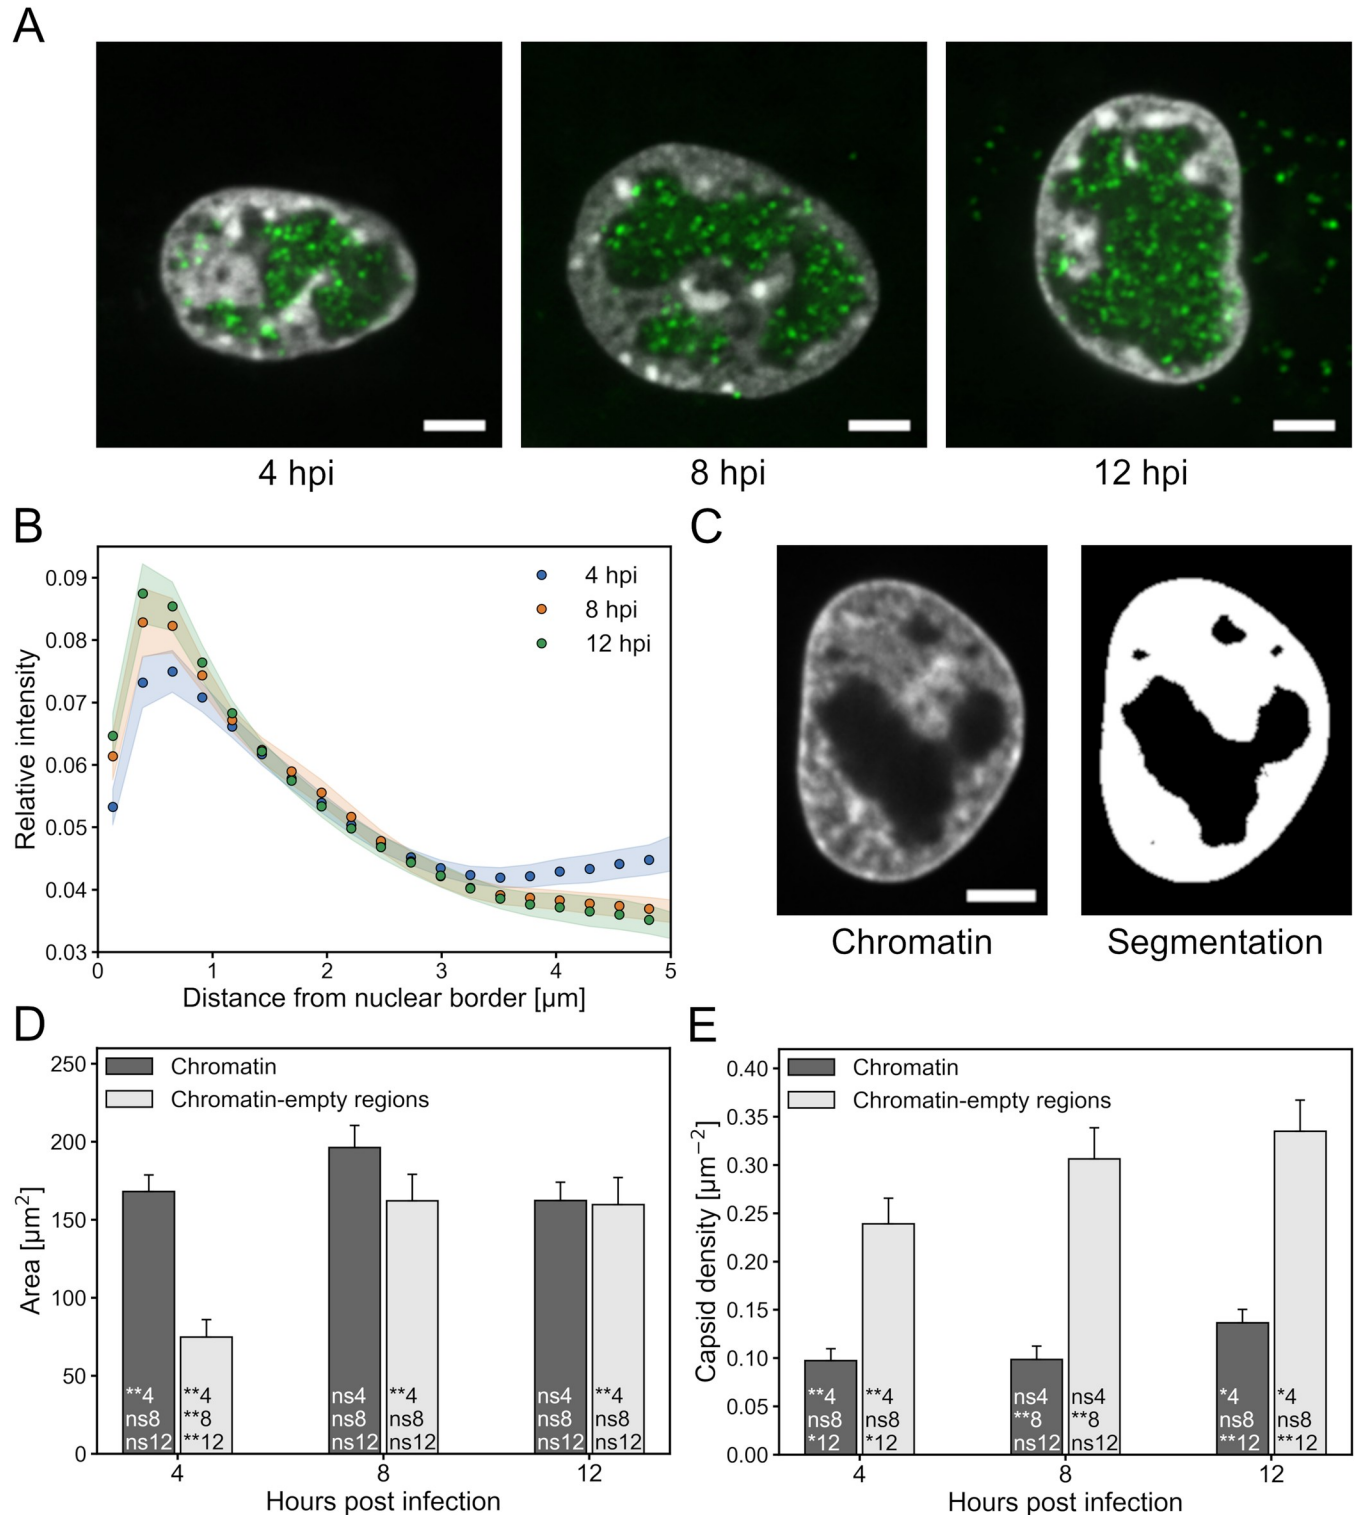 A
4 hpi
8 hpi
12 hpi
B
Relative intensity
0.09
0.08
0.07
0.06
0.05
0.04
0.03
0
1
2
3
4
5
Distance from nuclear border [µm]
4 hpi
8 hpi
12 hpi
C
Chromatin
Segmentation
D
Area [µm²]
250
200
150
100
50
0
Chromatin
Chromatin-empty regions
**4
ns8
ns12
**4
**8
**12
ns4
ns8
ns12
**4
ns8
ns12
ns4
ns8
ns12
**4
ns8
ns12
4
8
12
Hours post infection
E
Capsid density [µm⁻²]
0.40
0.35
0.30
0.25
0.20
0.15
0.10
0.05
0.00
Chromatin
Chromatin-empty regions
**4
ns8
*12
**4
ns8
*12
ns4
**8
ns12
ns4
**8
ns12
*4
ns8
**12
*4
ns8
**12
4
8
12
Hours post infection